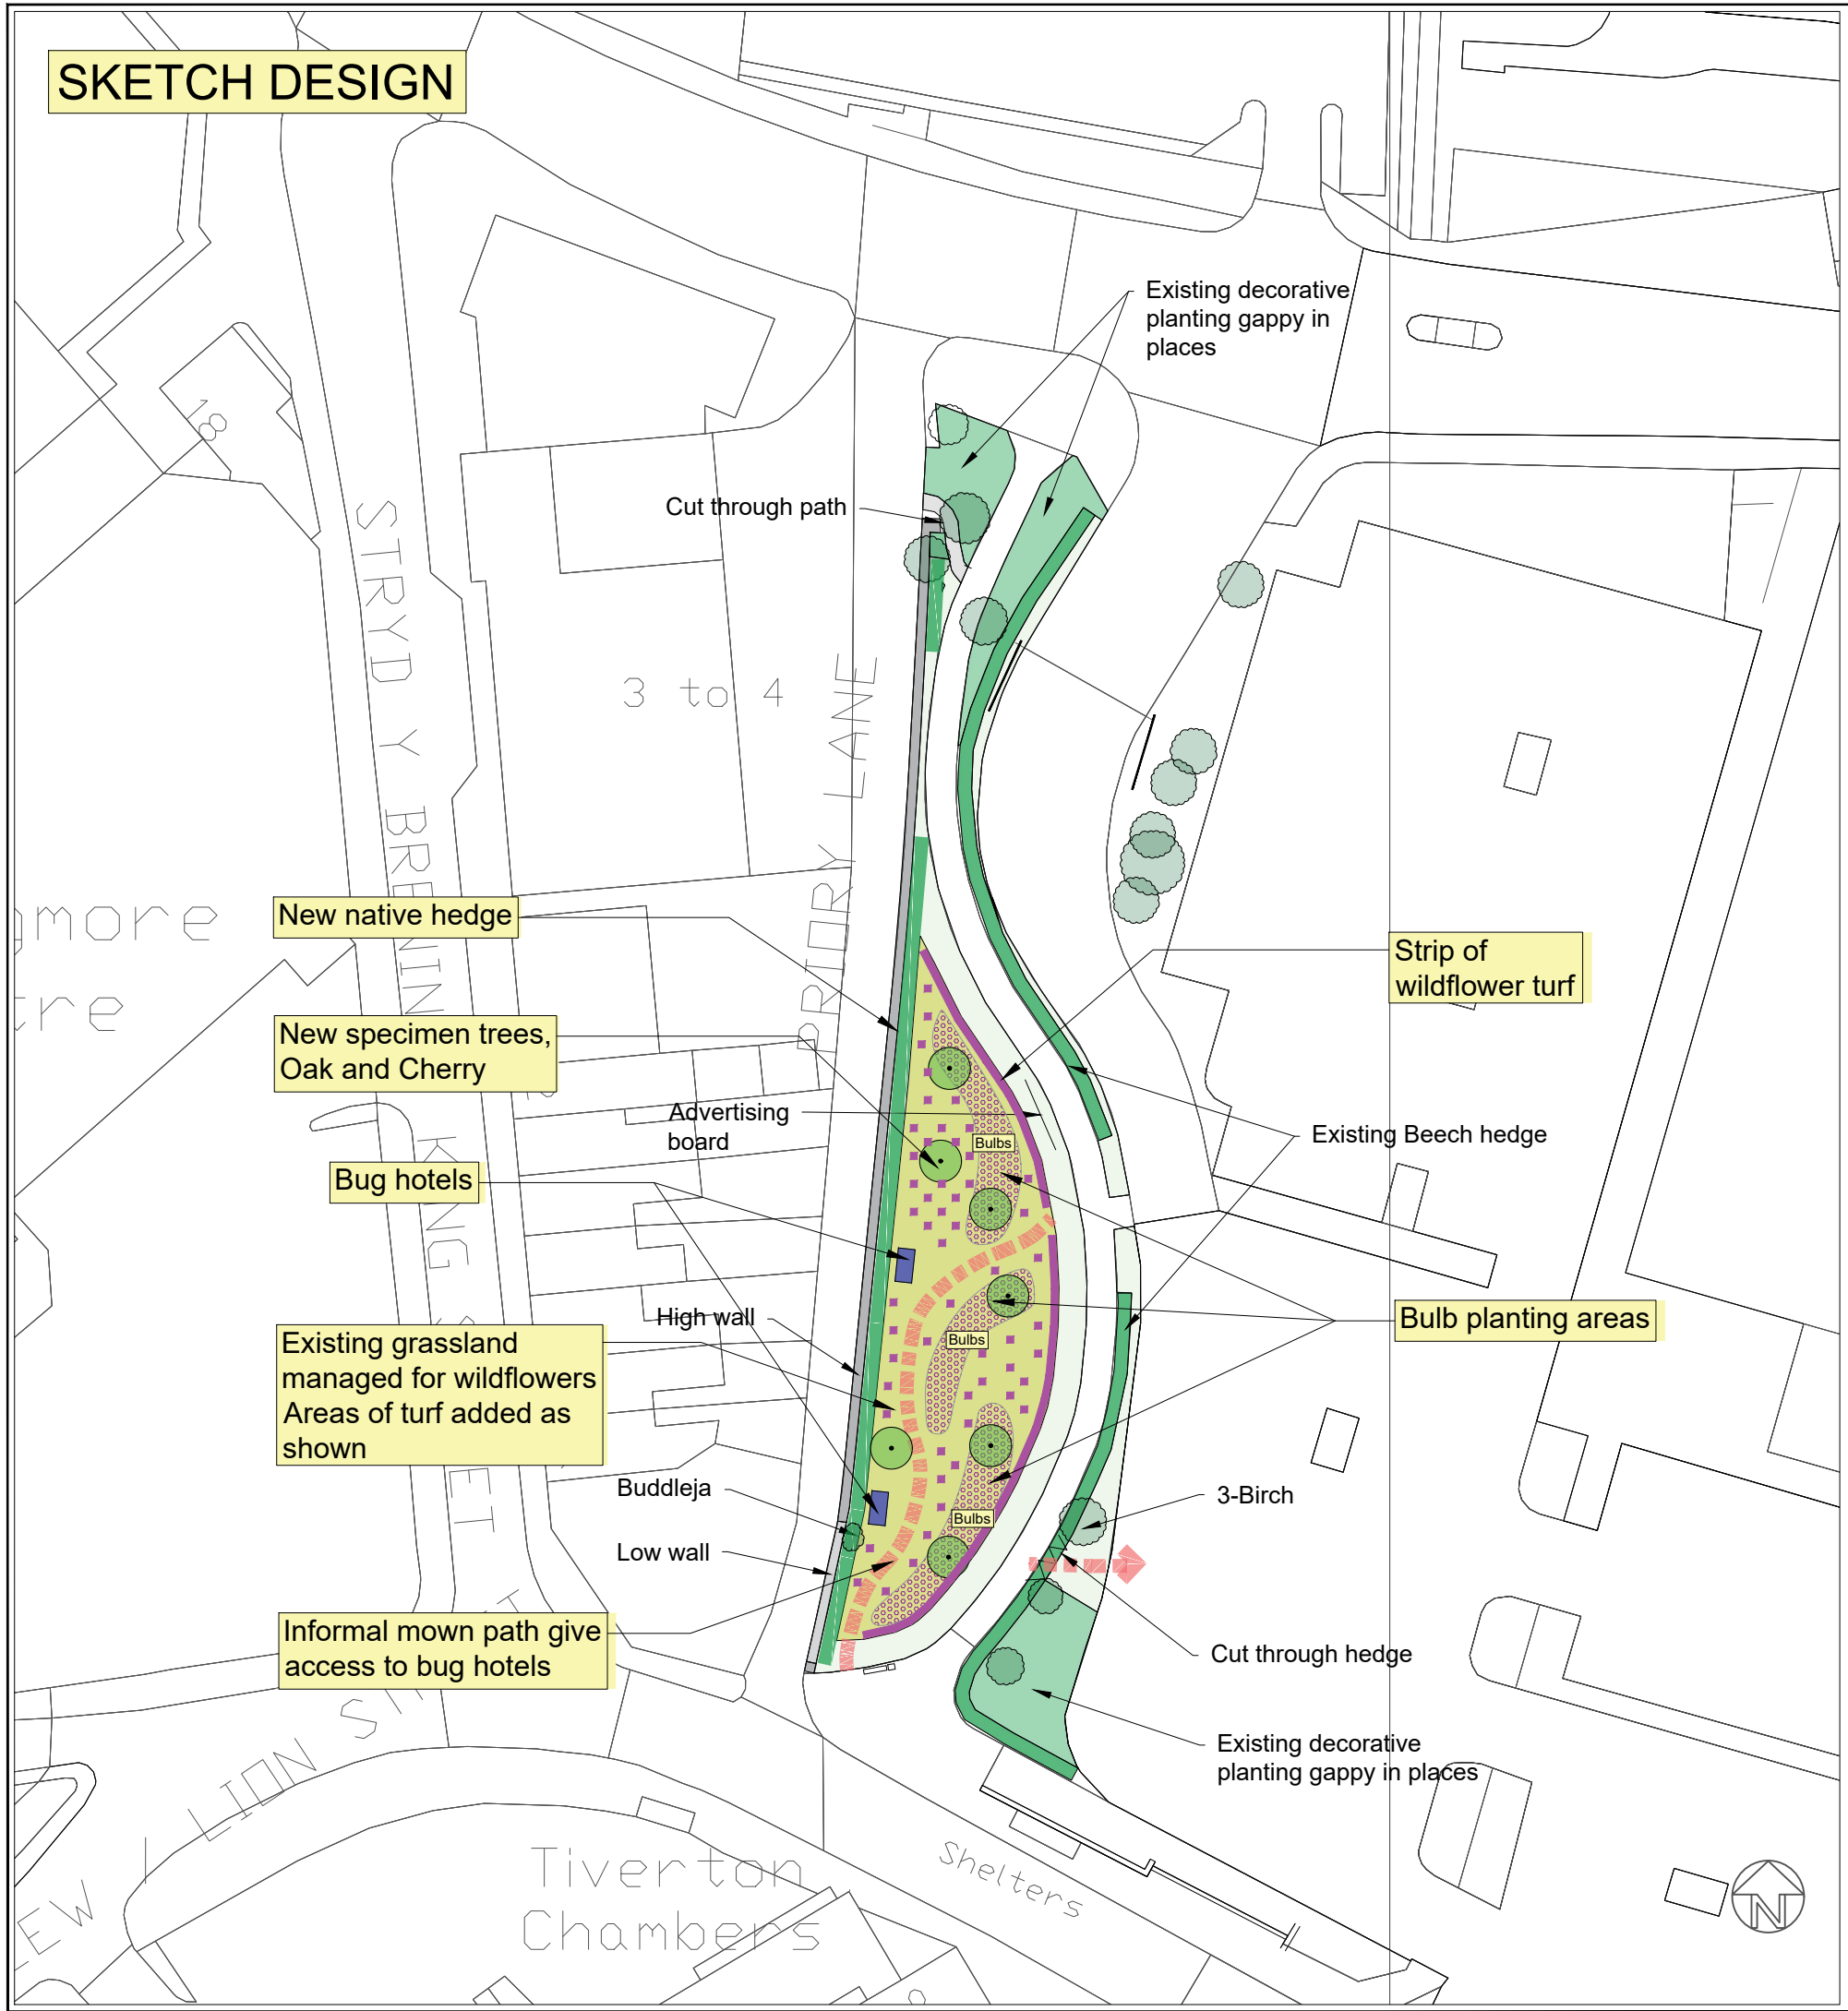 SKETCH DESIGN
Existing decorative
planting gappy in
places
18
Cut through path
STRYD Y BRENIN
3 to 4
PRIORY LANE
New native hedge
Strip of
wildflower turf
New specimen trees,
Oak and Cherry
Advertising
board
Bulbs
Existing Beech hedge
Bug hotels
KING
High wall
Bulbs
Bulb planting areas
Existing grassland
managed for wildflowers
Areas of turf added as
shown
Buddleja
3-Birch
Bulbs
Low wall
Informal mown path give
access to bug hotels
Cut through hedge
Existing decorative
planting gappy in places
LION
Tiverton
Chambers
Shelters
N